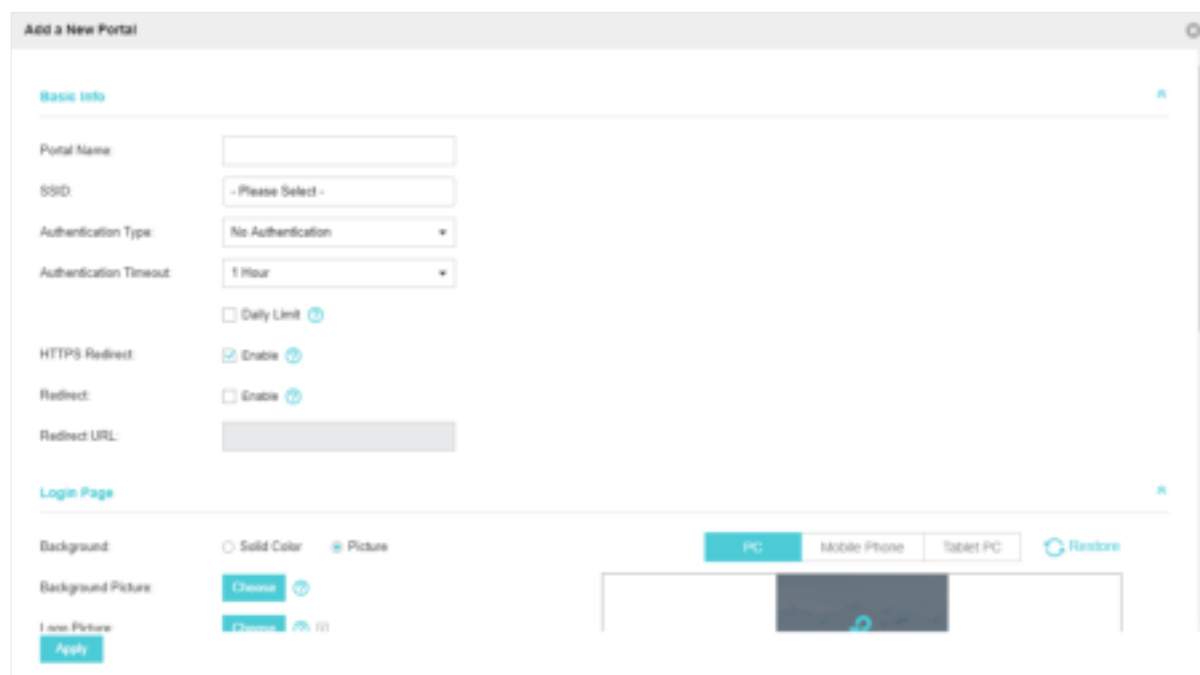 Add a New Portal
Basic Info
Portal Name:
SSID: - Please Select -
Authentication Type: No Authentication
Authentication Timeout: 1 Hour
Daily Limit ?
HTTPS Redirect: Enable ?
Redirect: Enable ?
Redirect URL:
Login Page
Background: Solid Color Picture PC Mobile Phone Tablet PC Restore
Background Picture: Choose ?
Logo Picture: Choose ?
Apply